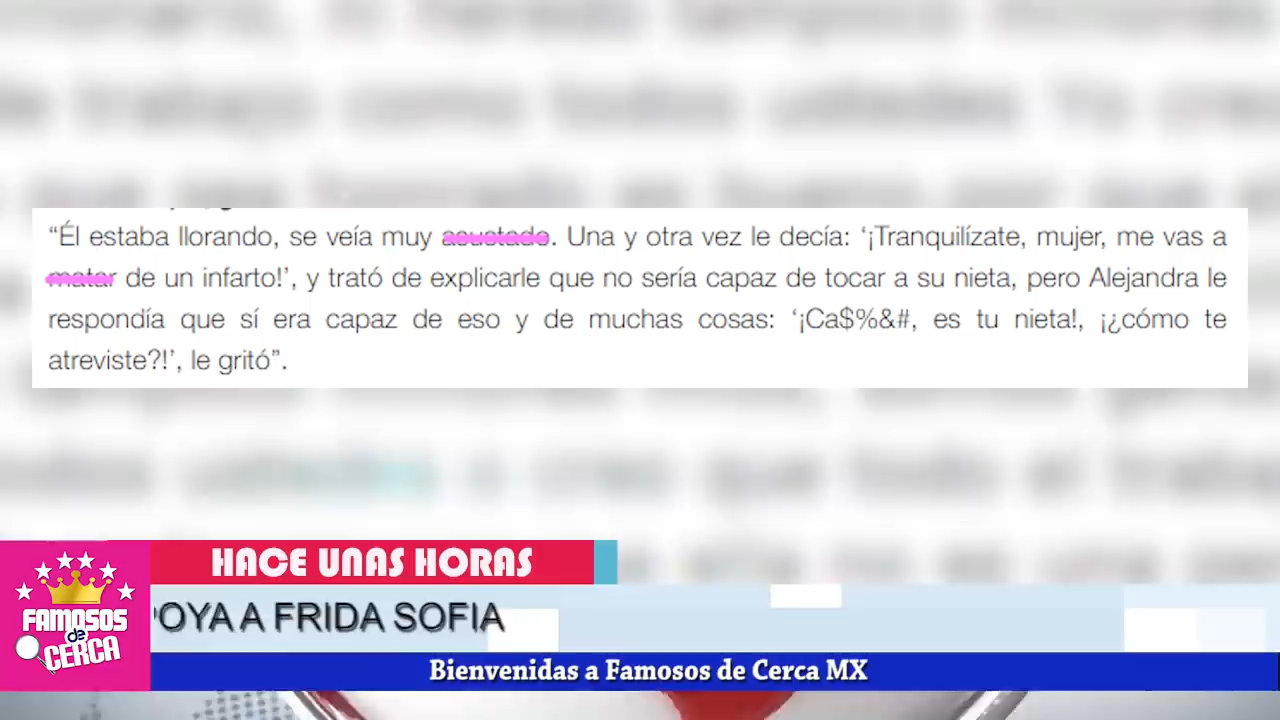 “Él estaba llorando, se veía muy asustado. Una y otra vez le decía: ‘¡Tranquilízate, mujer, me vas a
matar de un infarto!’, y trató de explicarle que no sería capaz de tocar a su nieta, pero Alejandra le
respondía que sí era capaz de eso y de muchas cosas: ‘¡Ca$%&#, es tu nieta!, ¡¿cómo te
atreviste?!’, le gritó”.
HACE UNAS HORAS
POYA A FRIDA SOFIA
FAMOSOS
de
CERCA
Bienvenidas a Famosos de Cerca MX